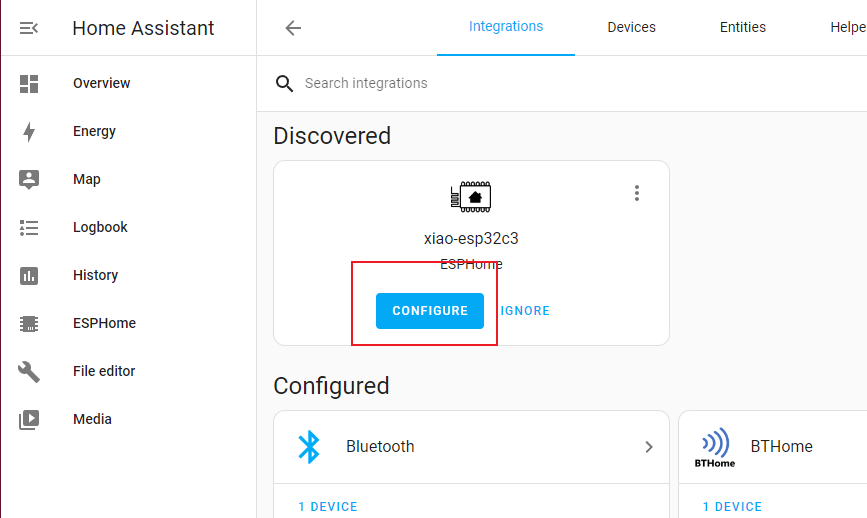 Home Assistant
Integrations
Devices
Entities
Helpe
Overview
Energy
Map
Logbook
History
ESPHome
File editor
Media
Search integrations
Discovered
xiao-esp32c3
ESPHome
CONFIGURE
IGNORE
Configured
Bluetooth
1 DEVICE
BTHome
BTHome
1 DEVICE